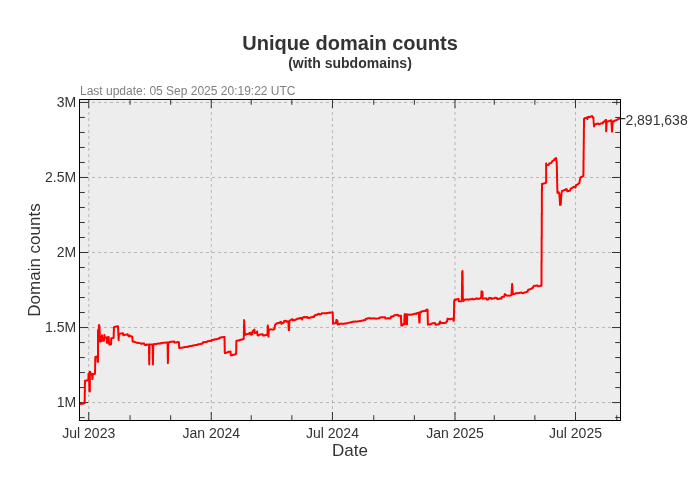 Unique domain counts
(with subdomains)
Last update: 05 Sep 2025 20:19:22 UTC
3M
2,891,638
2.5M
2M
1.5M
1M
Domain counts
Jul 2023 Jan 2024 Jul 2024 Jan 2025 Jul 2025
Date